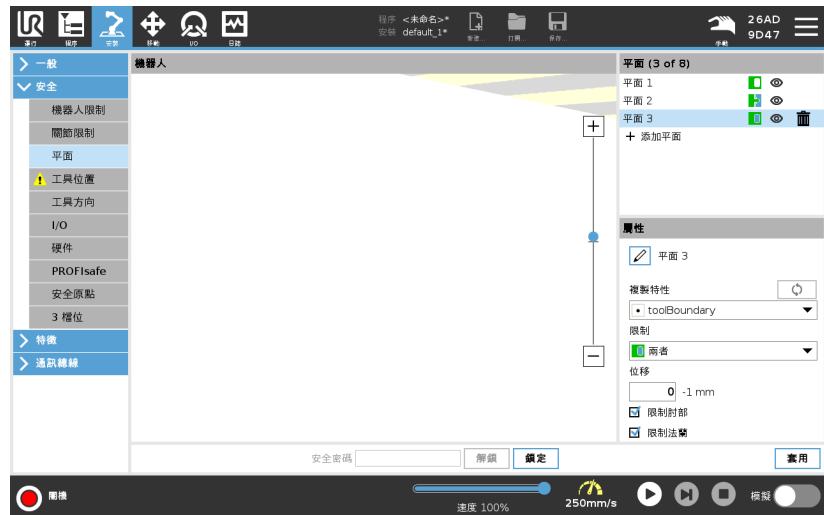 程序 <未命名>*
安裝 default_1*
運行 程序 安裝 移動 I/O 日誌 新建... 打開... 保存... 手動
26AD
9D47
一般
安全
機器人限制
關節限制
平面
工具位置
工具方向
I/O
硬件
PROFIsafe
安全原點
3 檔位
特徵
通訊總線
機器人
平面 (3 of 8)
平面 1
平面 2
平面 3
添加平面
屬性
平面 3
複製特性
toolBoundary
限制
兩者
位移
0 -1 mm
限制肘部
限制法蘭
安全密碼 解鎖 鎖定 套用
關機
速度 100%
250mm/s
模擬